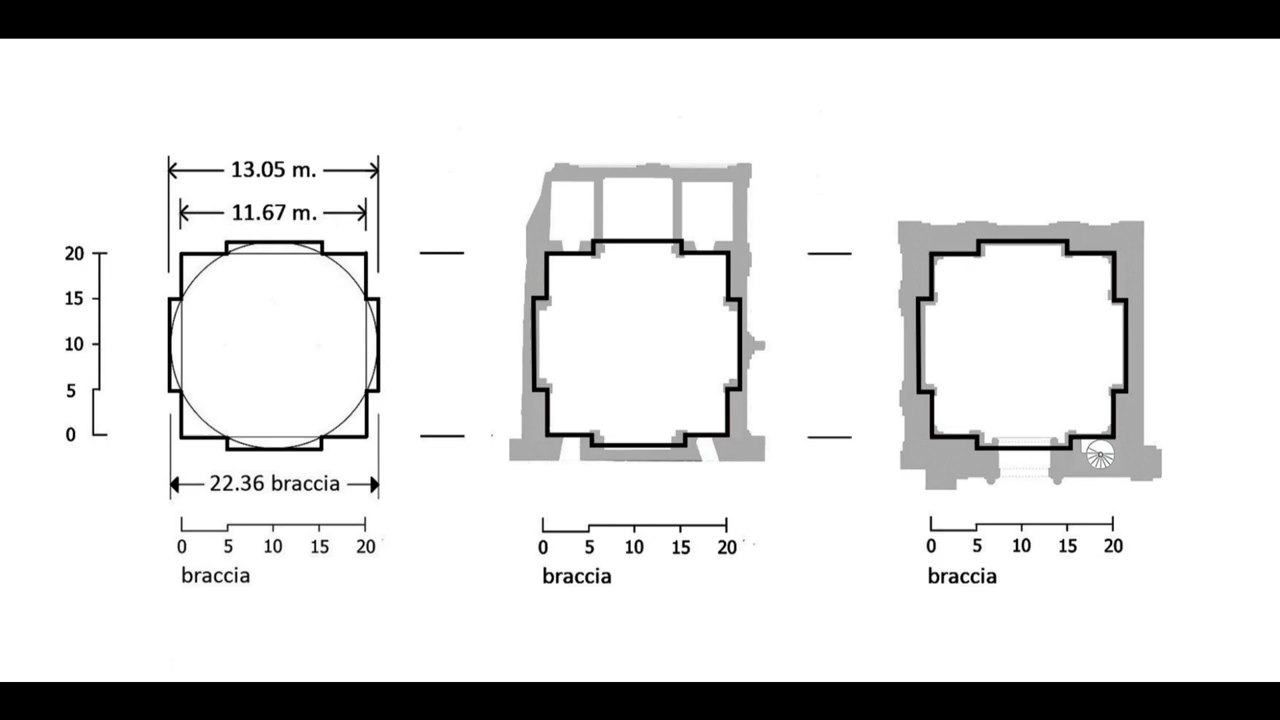 13.05 m.
11.67 m.
20
15
10
5
0
22.36 braccia
0 5 10 15 20
braccia
0 5 10 15 20
braccia
0 5 10 15 20
braccia